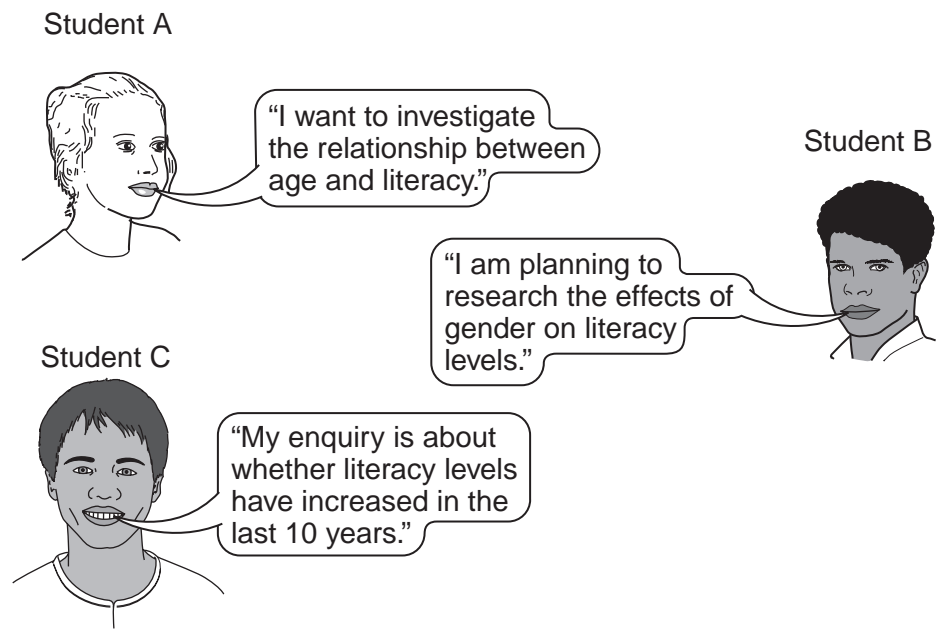 Student A
“I want to investigate
the relationship between
age and literacy.”
Student B
“I am planning to
research the effects of
gender on literacy
levels.”
Student C
“My enquiry is about
whether literacy levels
have increased in the
last 10 years.”